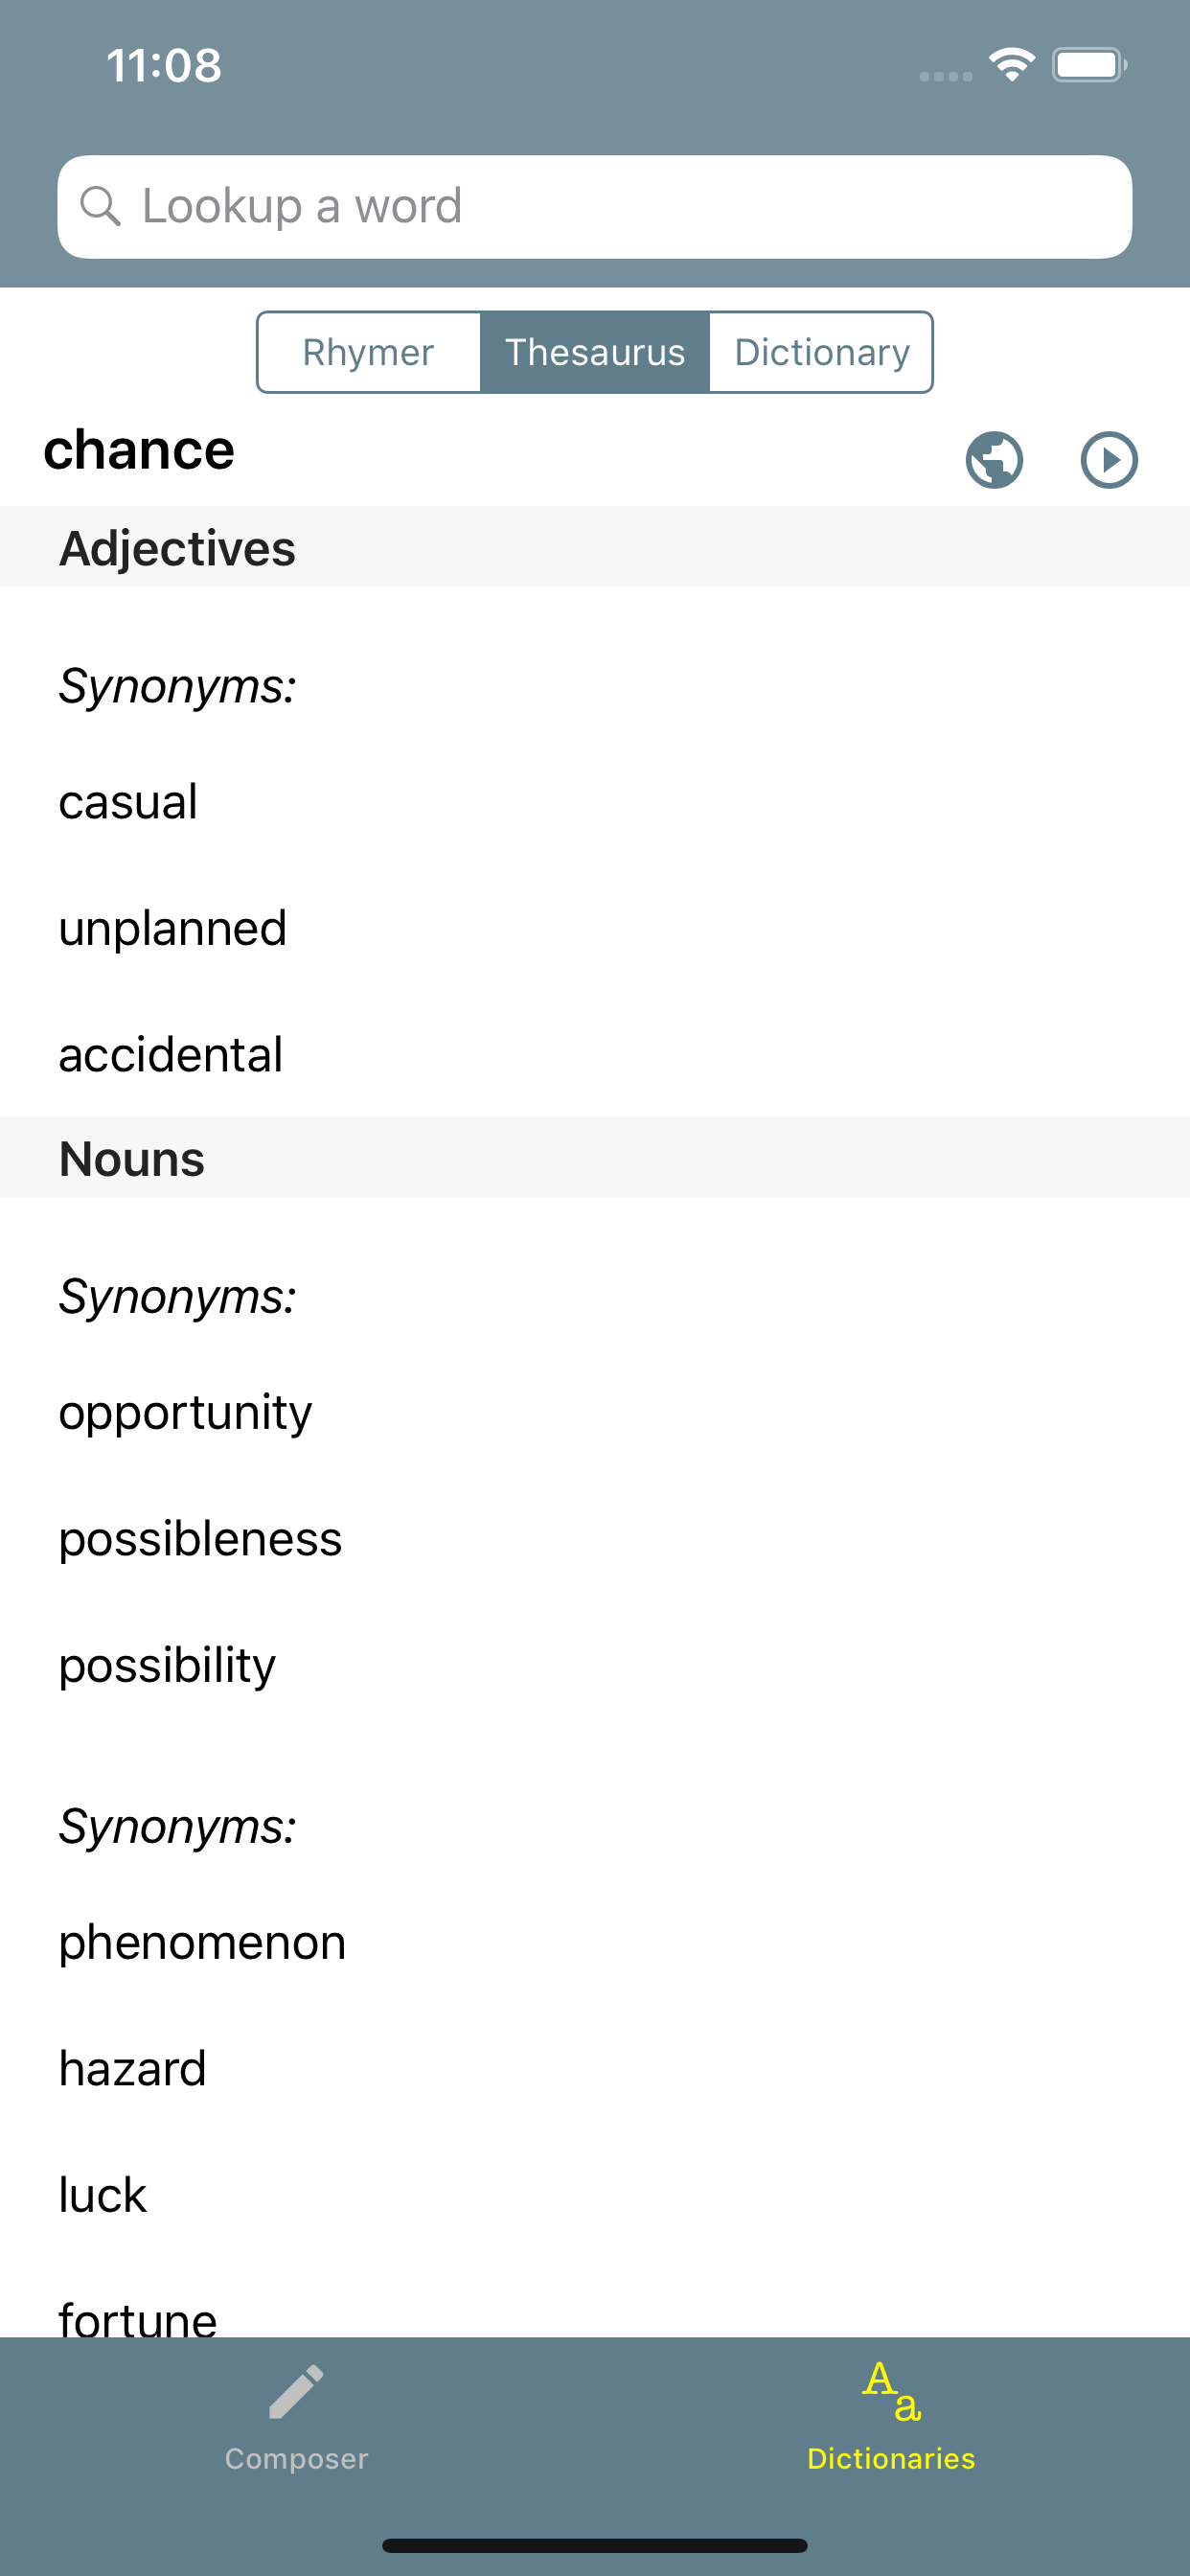 11:08
Lookup a word
Rhymer Thesaurus Dictionary
chance
Adjectives
Synonyms:
casual
unplanned
accidental
Nouns
Synonyms:
opportunity
possibleness
possibility
Synonyms:
phenomenon
hazard
luck
fortune
Aa
Composer Dictionaries